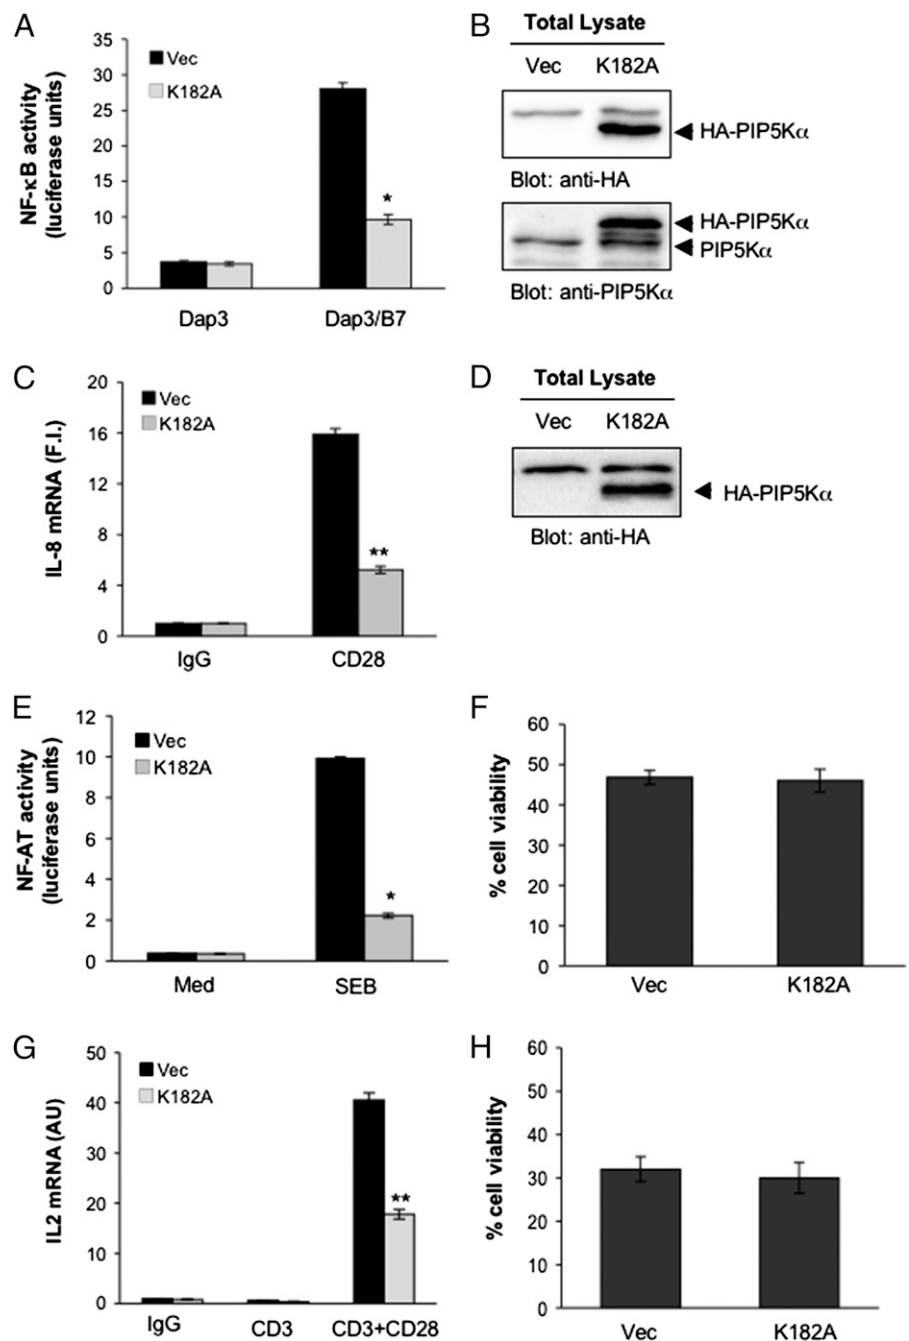 A
NF-κB activity
(luciferase units)
35
30
25
20
15
10
5
0
Vec
K182A
*
Dap3
Dap3/B7
B
Total Lysate
Vec
K182A
HA-PIP5Kα
Blot: anti-HA
HA-PIP5Kα
PIP5Kα
Blot: anti-PIP5Kα
C
IL-8 mRNA (F.I.)
20
16
12
8
4
0
Vec
K182A
**
IgG
CD28
D
Total Lysate
Vec
K182A
HA-PIP5Kα
Blot: anti-HA
E
NF-AT activity
(luciferase units)
12
10
8
6
4
2
0
Vec
K182A
*
Med
SEB
F
% cell viability
60
50
40
30
20
10
0
Vec
K182A
G
IL2 mRNA (AU)
50
40
30
20
10
0
Vec
K182A
**
IgG
CD3
CD3+CD28
H
% cell viability
60
50
40
30
20
10
0
Vec
K182A